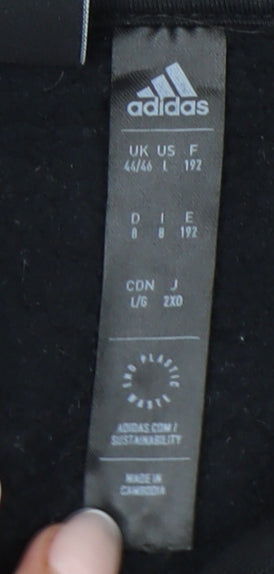 adidas
UK US F
44/46 L 192
D I E
8 8 192
CDN J
L/G 2XO
END PLASTIC WASTE
ADIDAS.COM/
SUSTAINABILITY
MADE IN
CAMBODIA